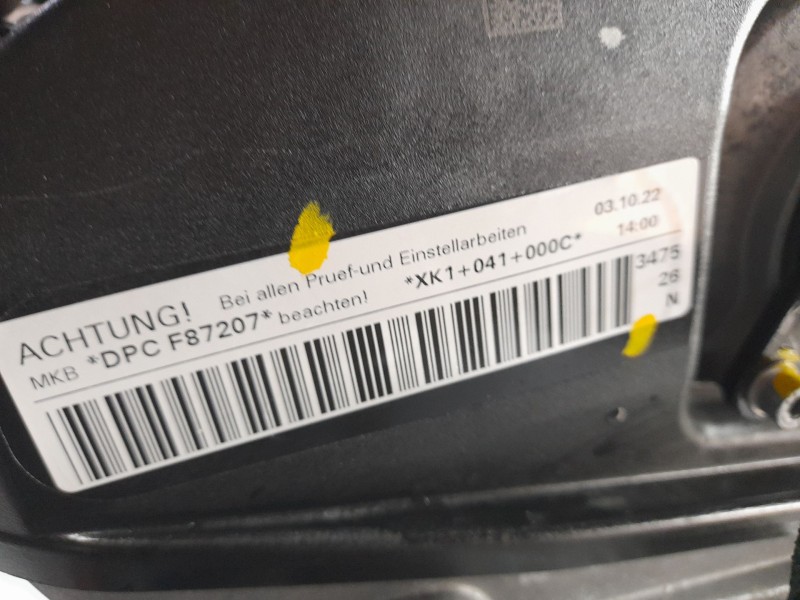 03.10.22
ACHTUNG! Bei allen Pruef-und Einstellarbeiten 14:00
MKB *DPC F87207* beachten! *XK1+041+000C*
3475
26
N